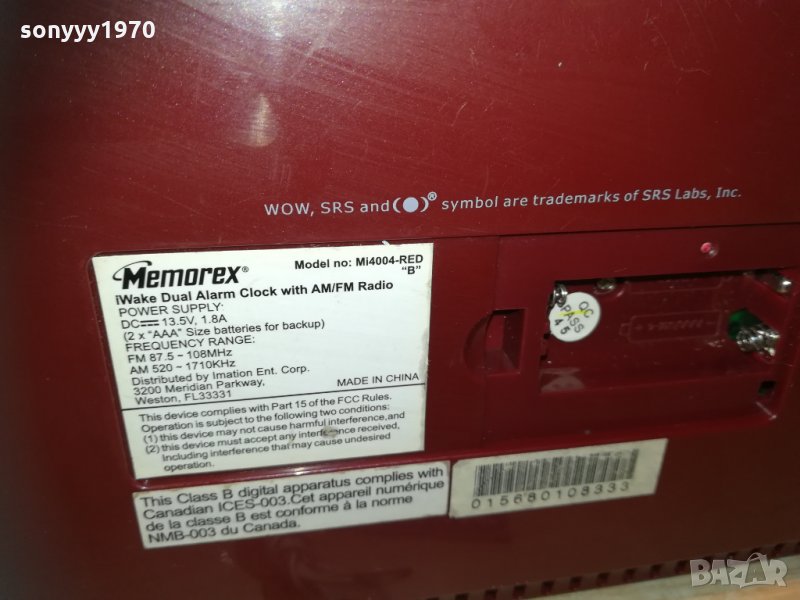 sonyyy1970
WOW, SRS and ® symbol are trademarks of SRS Labs, Inc.
Memorex®
Model no: Mi4004-RED
"B"
iWake Dual Alarm Clock with AM/FM Radio
POWER SUPPLY:
DC 13.5V, 1.8A
(2 x "AAA" Size batteries for backup)
FREQUENCY RANGE:
FM 87.5 ~ 108MHz
AM 520 ~ 1710KHz
Distributed by Imation Ent. Corp.
3200 Meridian Parkway,
Weston, FL33331
MADE IN CHINA
This device complies with Part 15 of the FCC Rules.
Operation is subject to the following two conditions:
(1) this device may not cause harmful interference,and
(2) this device must accept any interference received,
Including interference that may cause undesired
operation.
QC
PASS
45
This Class B digital apparatus complies with
Canadian ICES-003.Cet appareil numérique
de la classe B est conforme à la norme
NMB-003 du Canada.
015680108333
BAZAR